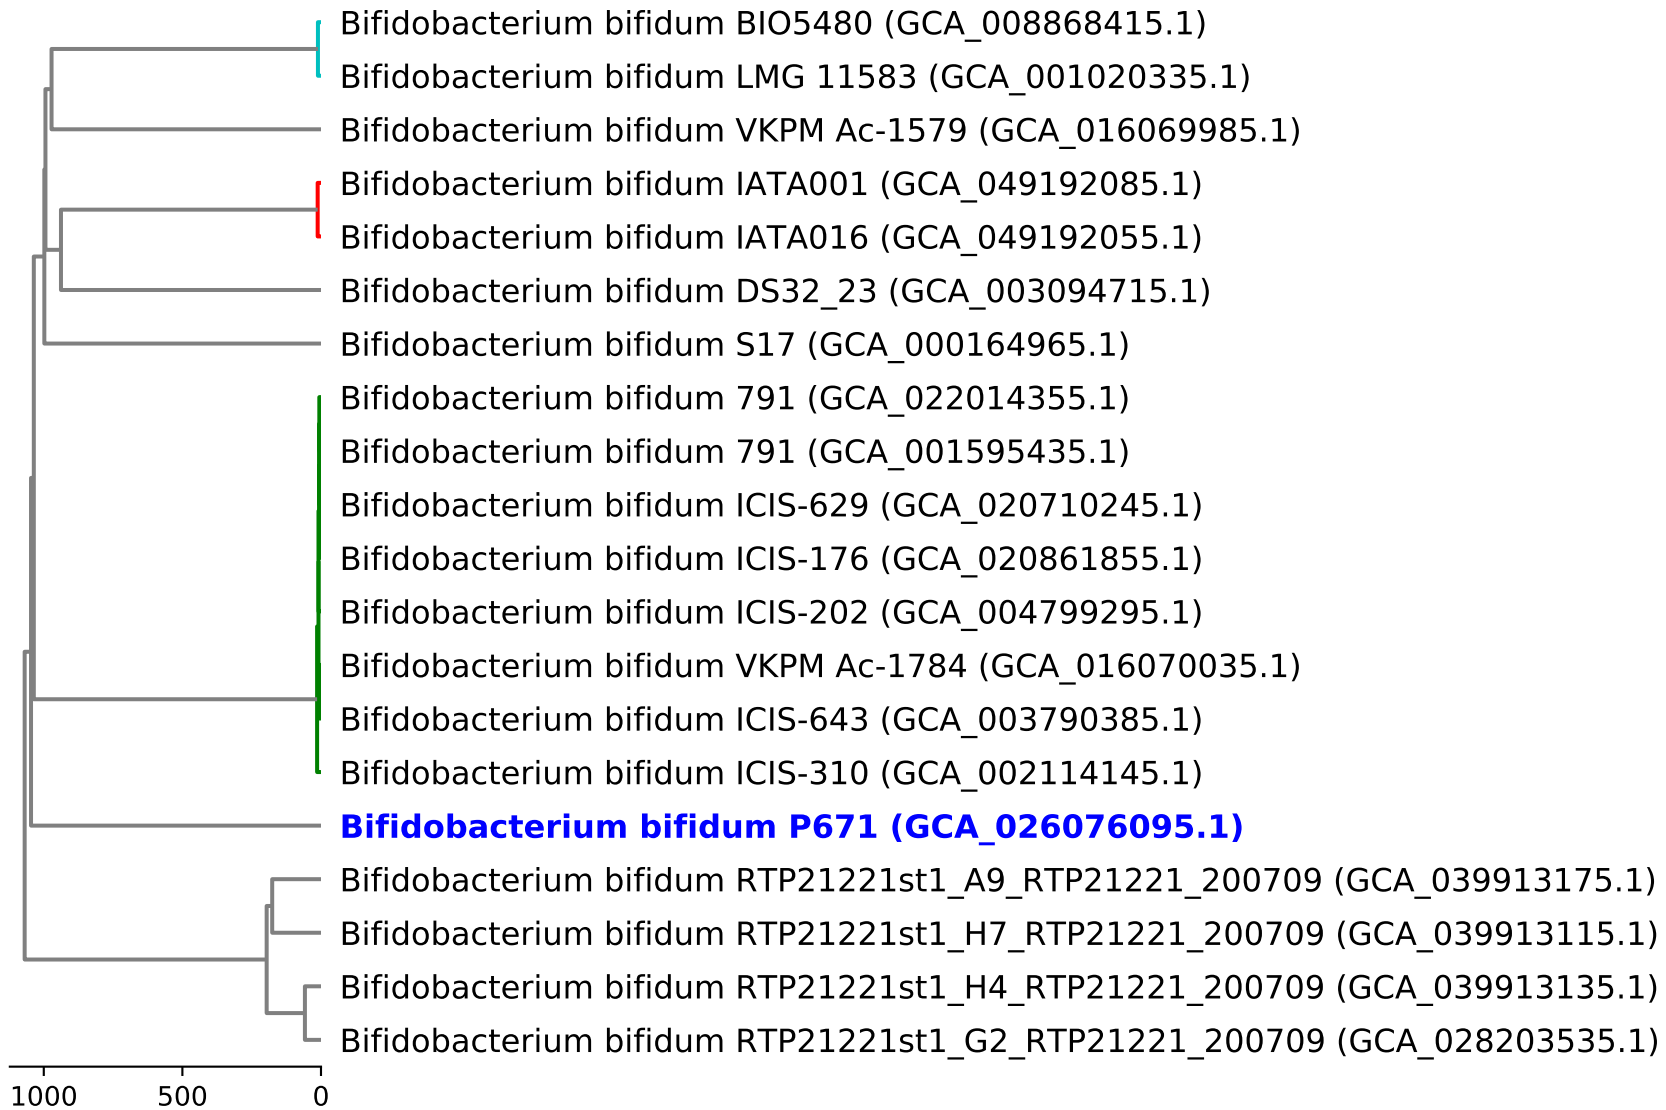 Bifidobacterium bifidum BIO5480 (GCA_008868415.1)
Bifidobacterium bifidum LMG 11583 (GCA_001020335.1)
Bifidobacterium bifidum VKPM Ac-1579 (GCA_016069985.1)
Bifidobacterium bifidum IATA001 (GCA_049192085.1)
Bifidobacterium bifidum IATA016 (GCA_049192055.1)
Bifidobacterium bifidum DS32_23 (GCA_003094715.1)
Bifidobacterium bifidum S17 (GCA_000164965.1)
Bifidobacterium bifidum 791 (GCA_022014355.1)
Bifidobacterium bifidum 791 (GCA_001595435.1)
Bifidobacterium bifidum ICIS-629 (GCA_020710245.1)
Bifidobacterium bifidum ICIS-176 (GCA_020861855.1)
Bifidobacterium bifidum ICIS-202 (GCA_004799295.1)
Bifidobacterium bifidum VKPM Ac-1784 (GCA_016070035.1)
Bifidobacterium bifidum ICIS-643 (GCA_003790385.1)
Bifidobacterium bifidum ICIS-310 (GCA_002114145.1)
Bifidobacterium bifidum P671 (GCA_026076095.1)
Bifidobacterium bifidum RTP21221st1_A9_RTP21221_200709 (GCA_039913175.1)
Bifidobacterium bifidum RTP21221st1_H7_RTP21221_200709 (GCA_039913115.1)
Bifidobacterium bifidum RTP21221st1_H4_RTP21221_200709 (GCA_039913135.1)
Bifidobacterium bifidum RTP21221st1_G2_RTP21221_200709 (GCA_028203535.1)
1000 500 0